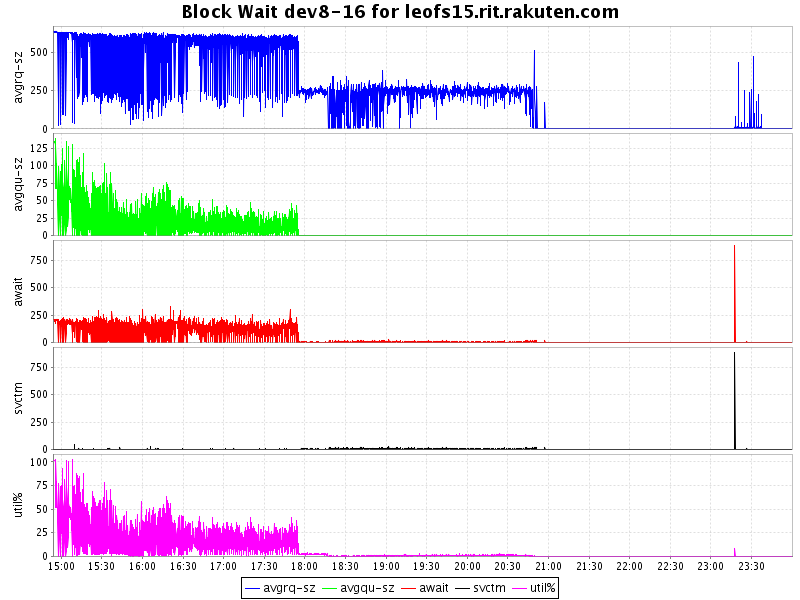 Block Wait dev8-16 for leofs15.rit.rakuten.com
avgrq-sz
500
250
0
avgqu-sz
125
100
75
50
25
0
await
750
500
250
0
svctm
750
500
250
0
util%
100
75
50
25
0
15:00 15:30 16:00 16:30 17:00 17:30 18:00 18:30 19:00 19:30 20:00 20:30 21:00 21:30 22:00 22:30 23:00 23:30
avgrq-sz avgqu-sz await svctm util%